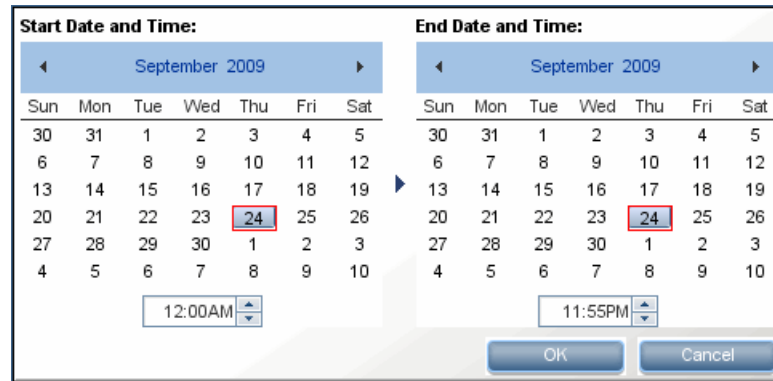 Start Date and Time:
September 2009
Sun Mon Tue Wed Thu Fri Sat
30 31 1 2 3 4 5
6 7 8 9 10 11 12
13 14 15 16 17 18 19
20 21 22 23 24 25 26
27 28 29 30 1 2 3
4 5 6 7 8 9 10
12:00AM
End Date and Time:
September 2009
Sun Mon Tue Wed Thu Fri Sat
30 31 1 2 3 4 5
6 7 8 9 10 11 12
13 14 15 16 17 18 19
20 21 22 23 24 25 26
27 28 29 30 1 2 3
4 5 6 7 8 9 10
11:55PM
OK Cancel